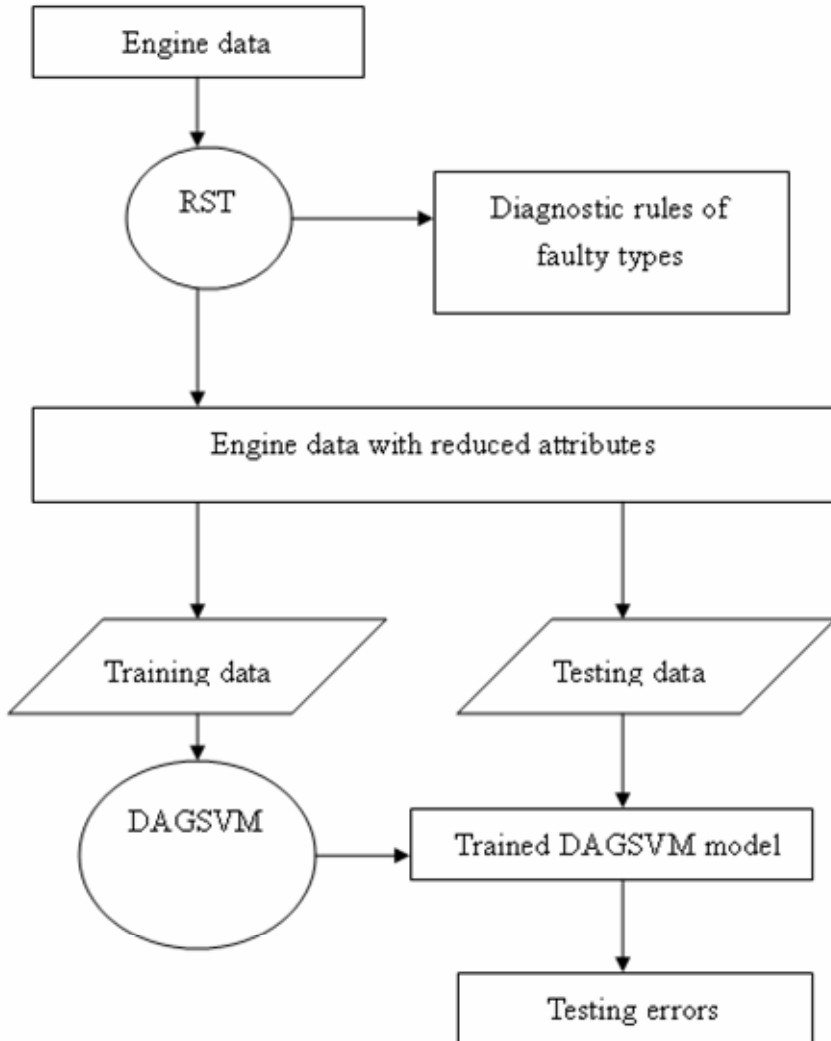 Engine data
RST
Diagnostic rules of
faulty types
Engine data with reduced attributes
Training data
Testing data
DAGSVM
Trained DAGSVM model
Testing errors